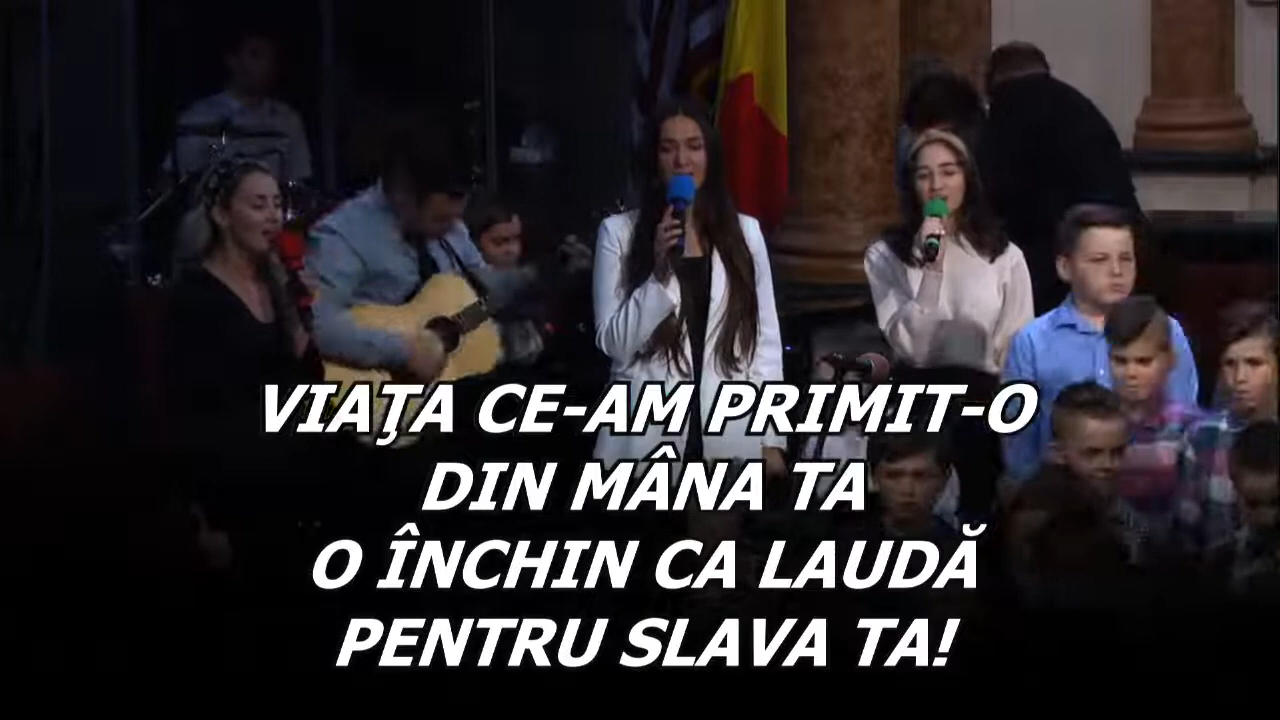 VIAŢA CE-AM PRIMIT-O
DIN MÂNA TA
O ÎNCHIN CA LAUDĂ
PENTRU SLAVA TA!